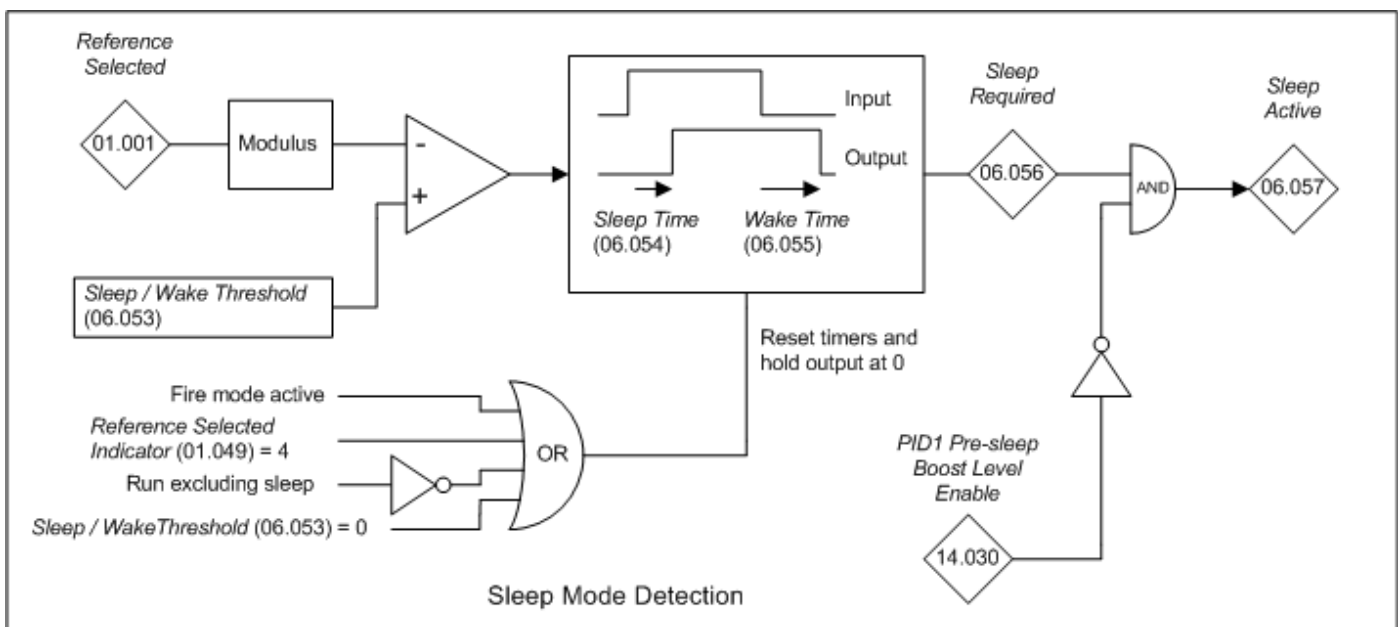 Reference
Selected
01.001
Modulus
-
+
Sleep / Wake Threshold
(06.053)
Input
Output
Sleep Time
(06.054)
Wake Time
(06.055)
Sleep
Required
06.056
AND
Sleep
Active
06.057
Reset timers and
hold output at 0
Fire mode active
Reference Selected
Indicator (01.049) = 4
Run excluding sleep
Sleep / WakeThreshold (06.053) = 0
OR
PID1 Pre-sleep
Boost Level
Enable
14.030
Sleep Mode Detection